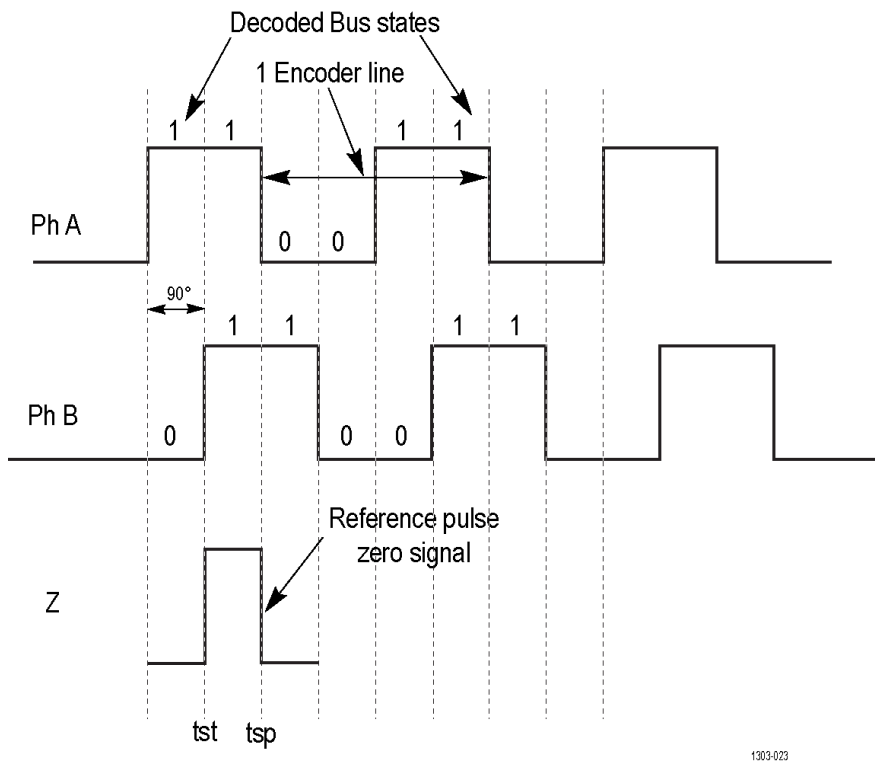 Decoded Bus states
1 Encoder line
1 1 1 1
Ph A
0 0
90°
1 1 1 1
Ph B
0 0 0
Reference pulse
zero signal
Z
tst tsp
1303-023